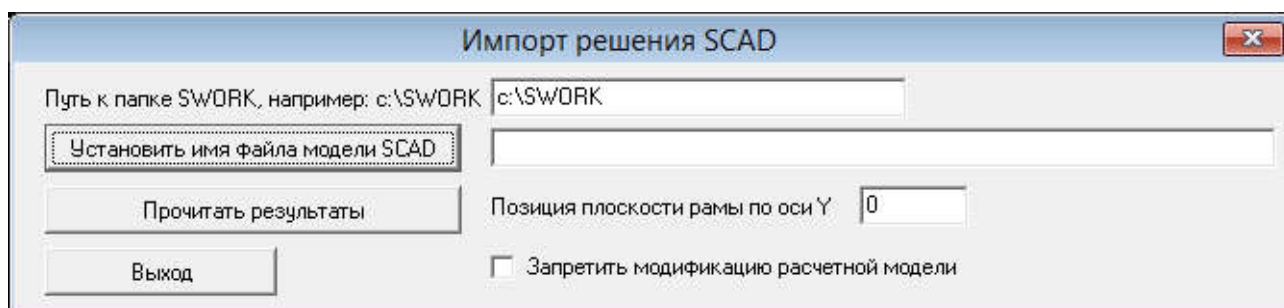 Импорт решения SCAD
Путь к папке SWORK, например: c:\SWORK c:\SWORK
Установить имя файла модели SCAD
Прочитать результаты Позиция плоскости рамы по оси Y 0
Выход Запретить модификацию расчетной модели